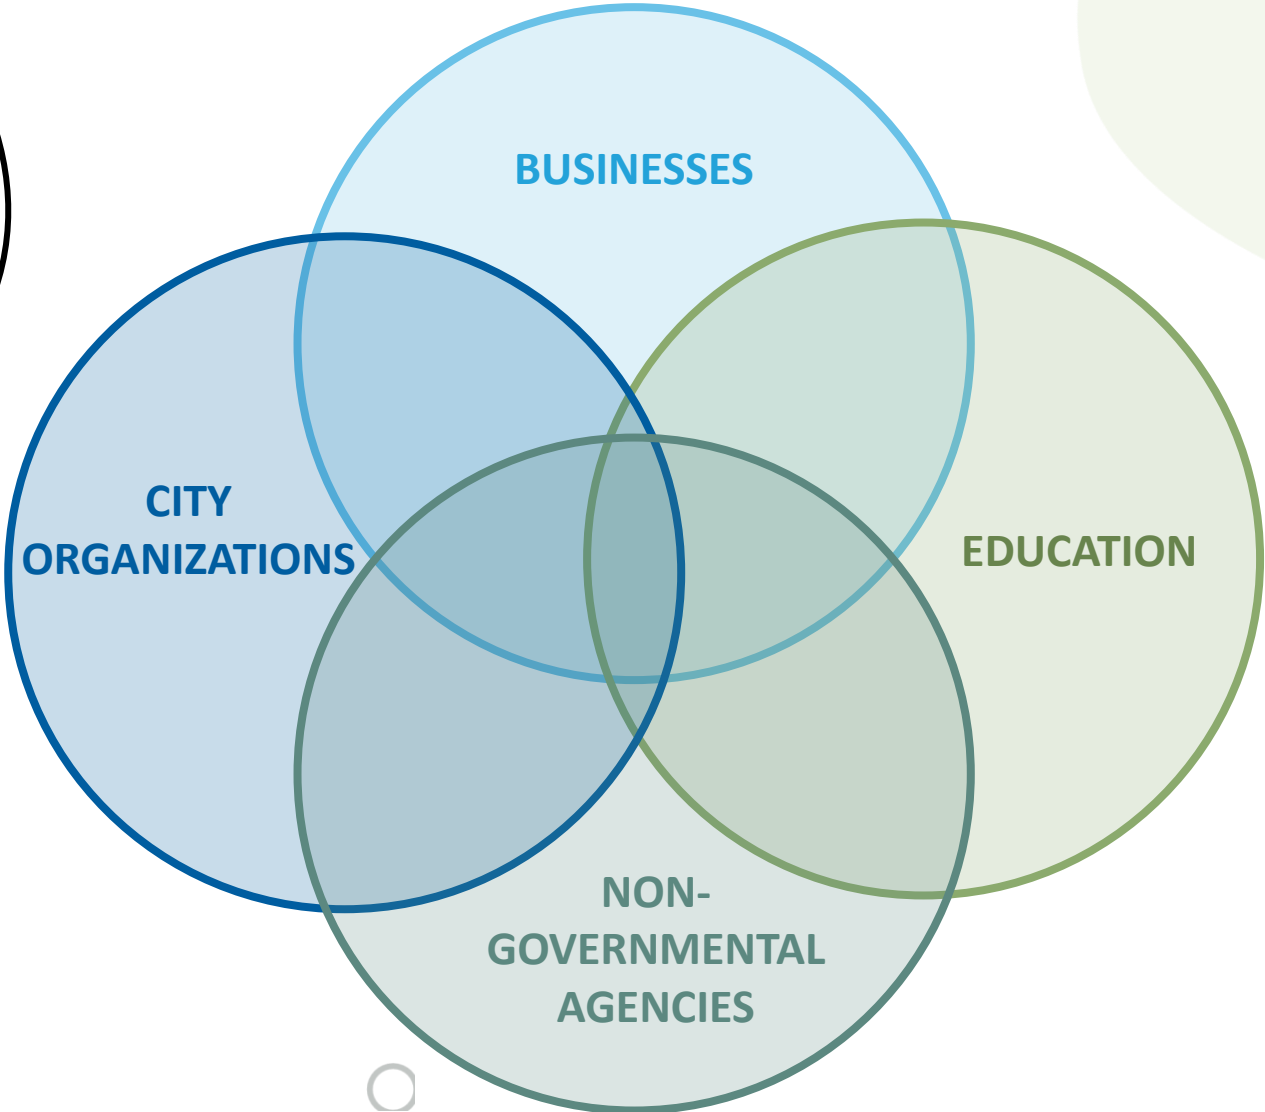 BUSINESSES
CITY
ORGANIZATIONS
EDUCATION
NON-
GOVERNMENTAL
AGENCIES